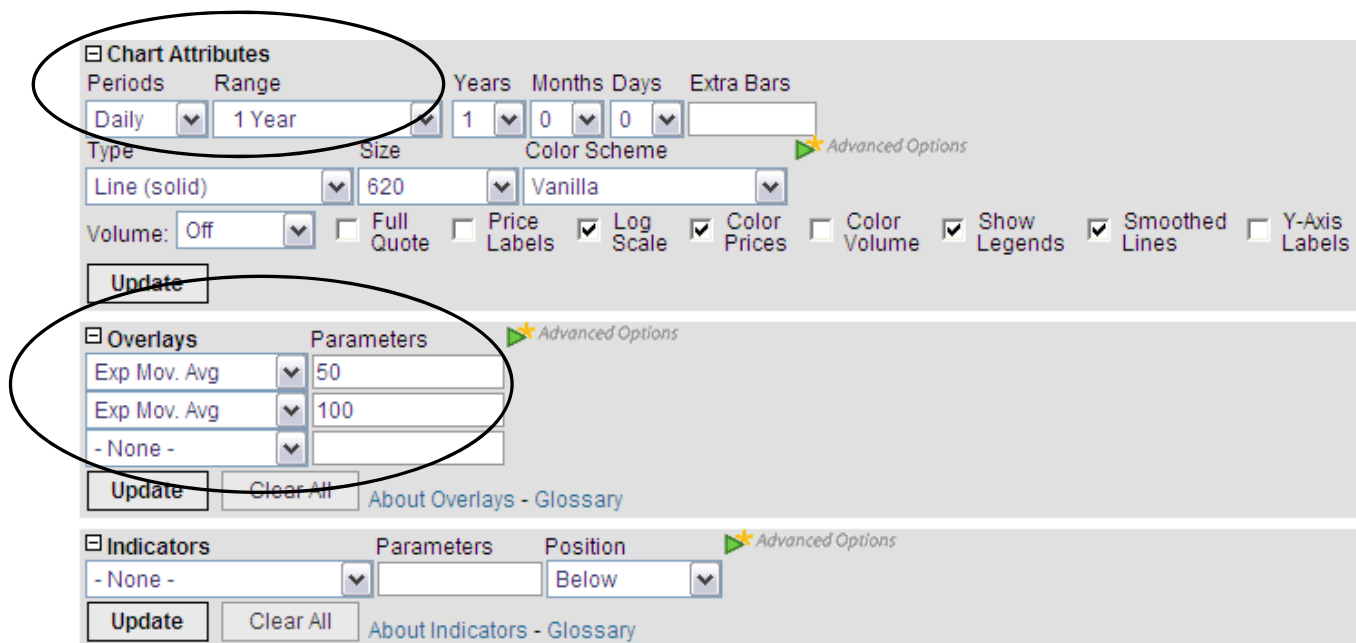 Chart Attributes
Periods Range Years Months Days Extra Bars
Daily 1 Year 1 0 0
Type Size Color Scheme Advanced Options
Line (solid) 620 Vanilla
Volume: Off Full Quote Price Labels Log Scale Color Prices Color Volume Show Legends Smoothed Lines Y-Axis Labels
Update
Overlays Parameters Advanced Options
Exp Mov. Avg 50
Exp Mov. Avg 100
- None -
Update Clear All About Overlays - Glossary
Indicators Parameters Position Advanced Options
- None - Below
Update Clear All About Indicators - Glossary